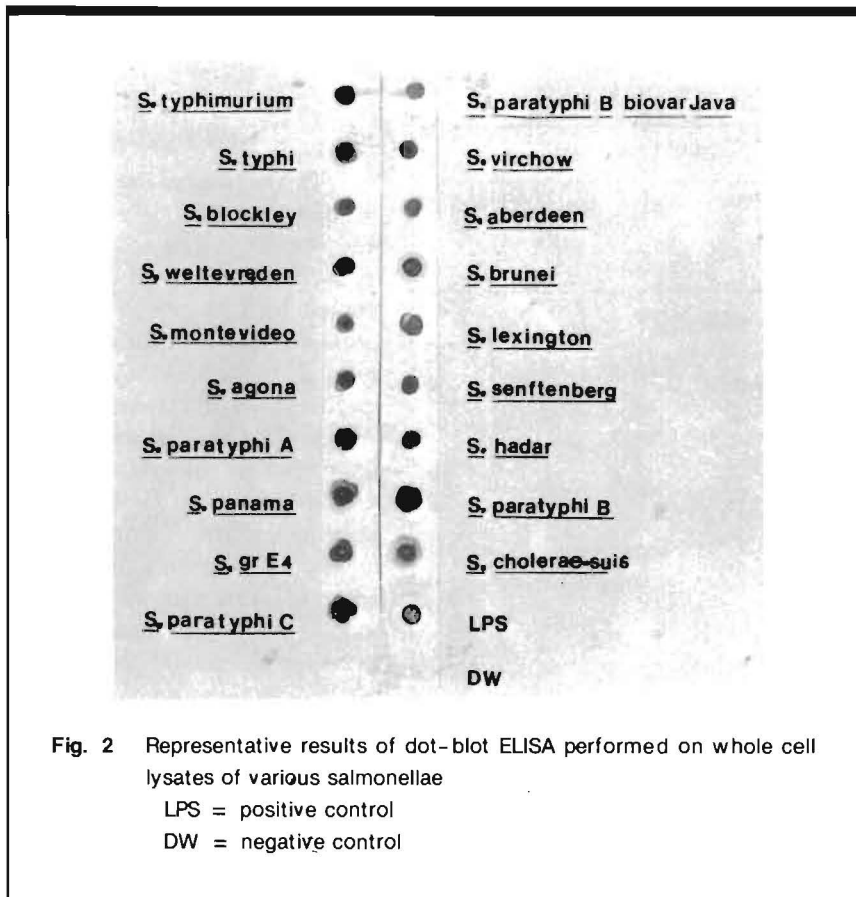 S. typhimurium
S. paratyphi B biovar Java
S. typhi
S. virchow
S. blockley
S. aberdeen
S. weltevreden
S. brunei
S. montevideo
S. lexington
S. agona
S. senftenberg
S. paratyphi A
S. hadar
S. panama
S. paratyphi B
S. gr E4
S. cholerae-suis
S. paratyphi C
LPS
DW
Fig. 2 Representative results of dot-blot ELISA performed on whole cell
lysates of various salmonellae
LPS = positive control
DW = negative control